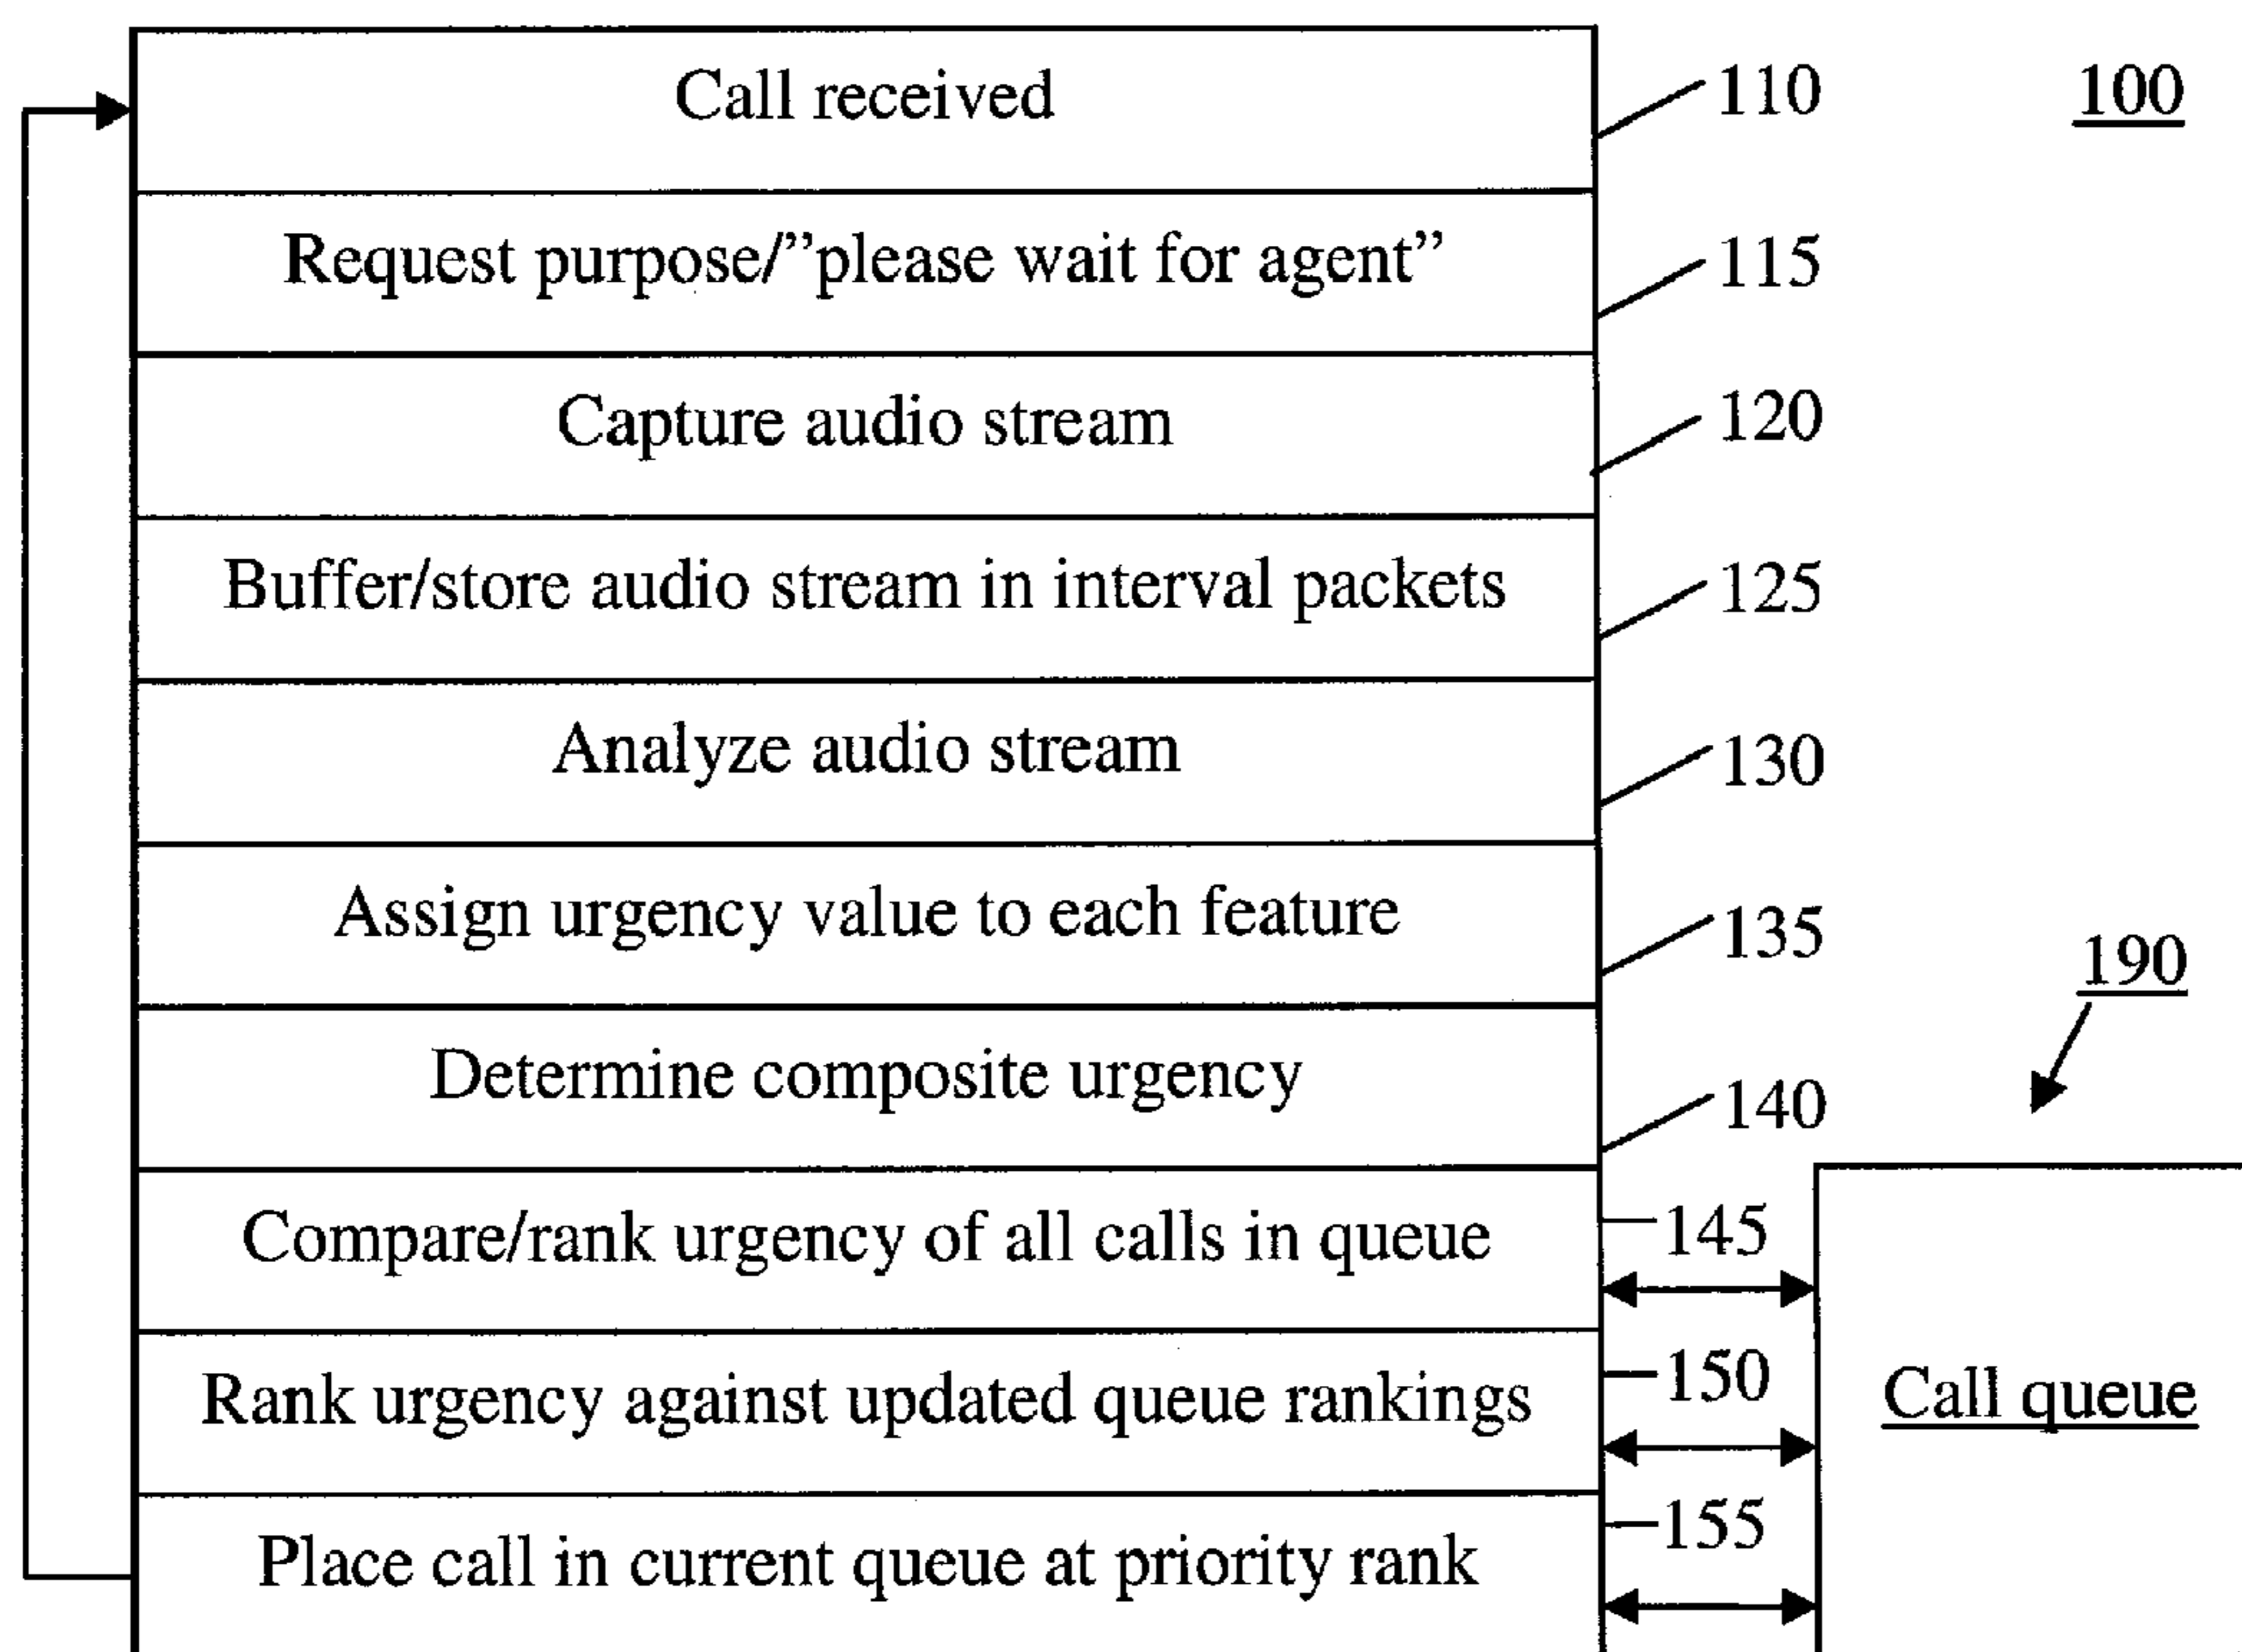 Call received
110
100
Request purpose/”please wait for agent”
115
Capture audio stream
120
Buffer/store audio stream in interval packets
125
Analyze audio stream
130
Assign urgency value to each feature
135
190
Determine composite urgency
140
Compare/rank urgency of all calls in queue
145
Rank urgency against updated queue rankings
150
Call queue
Place call in current queue at priority rank
155